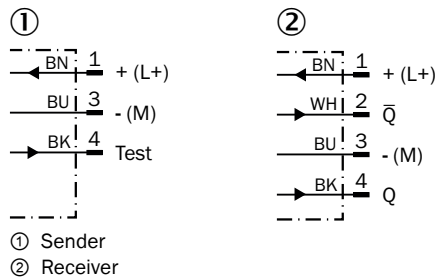 ①
BN 1 + (L+)
BU 3 - (M)
BK 4 Test
②
BN 1 + (L+)
WH 2 Q̅
BU 3 - (M)
BK 4 Q
① Sender
② Receiver